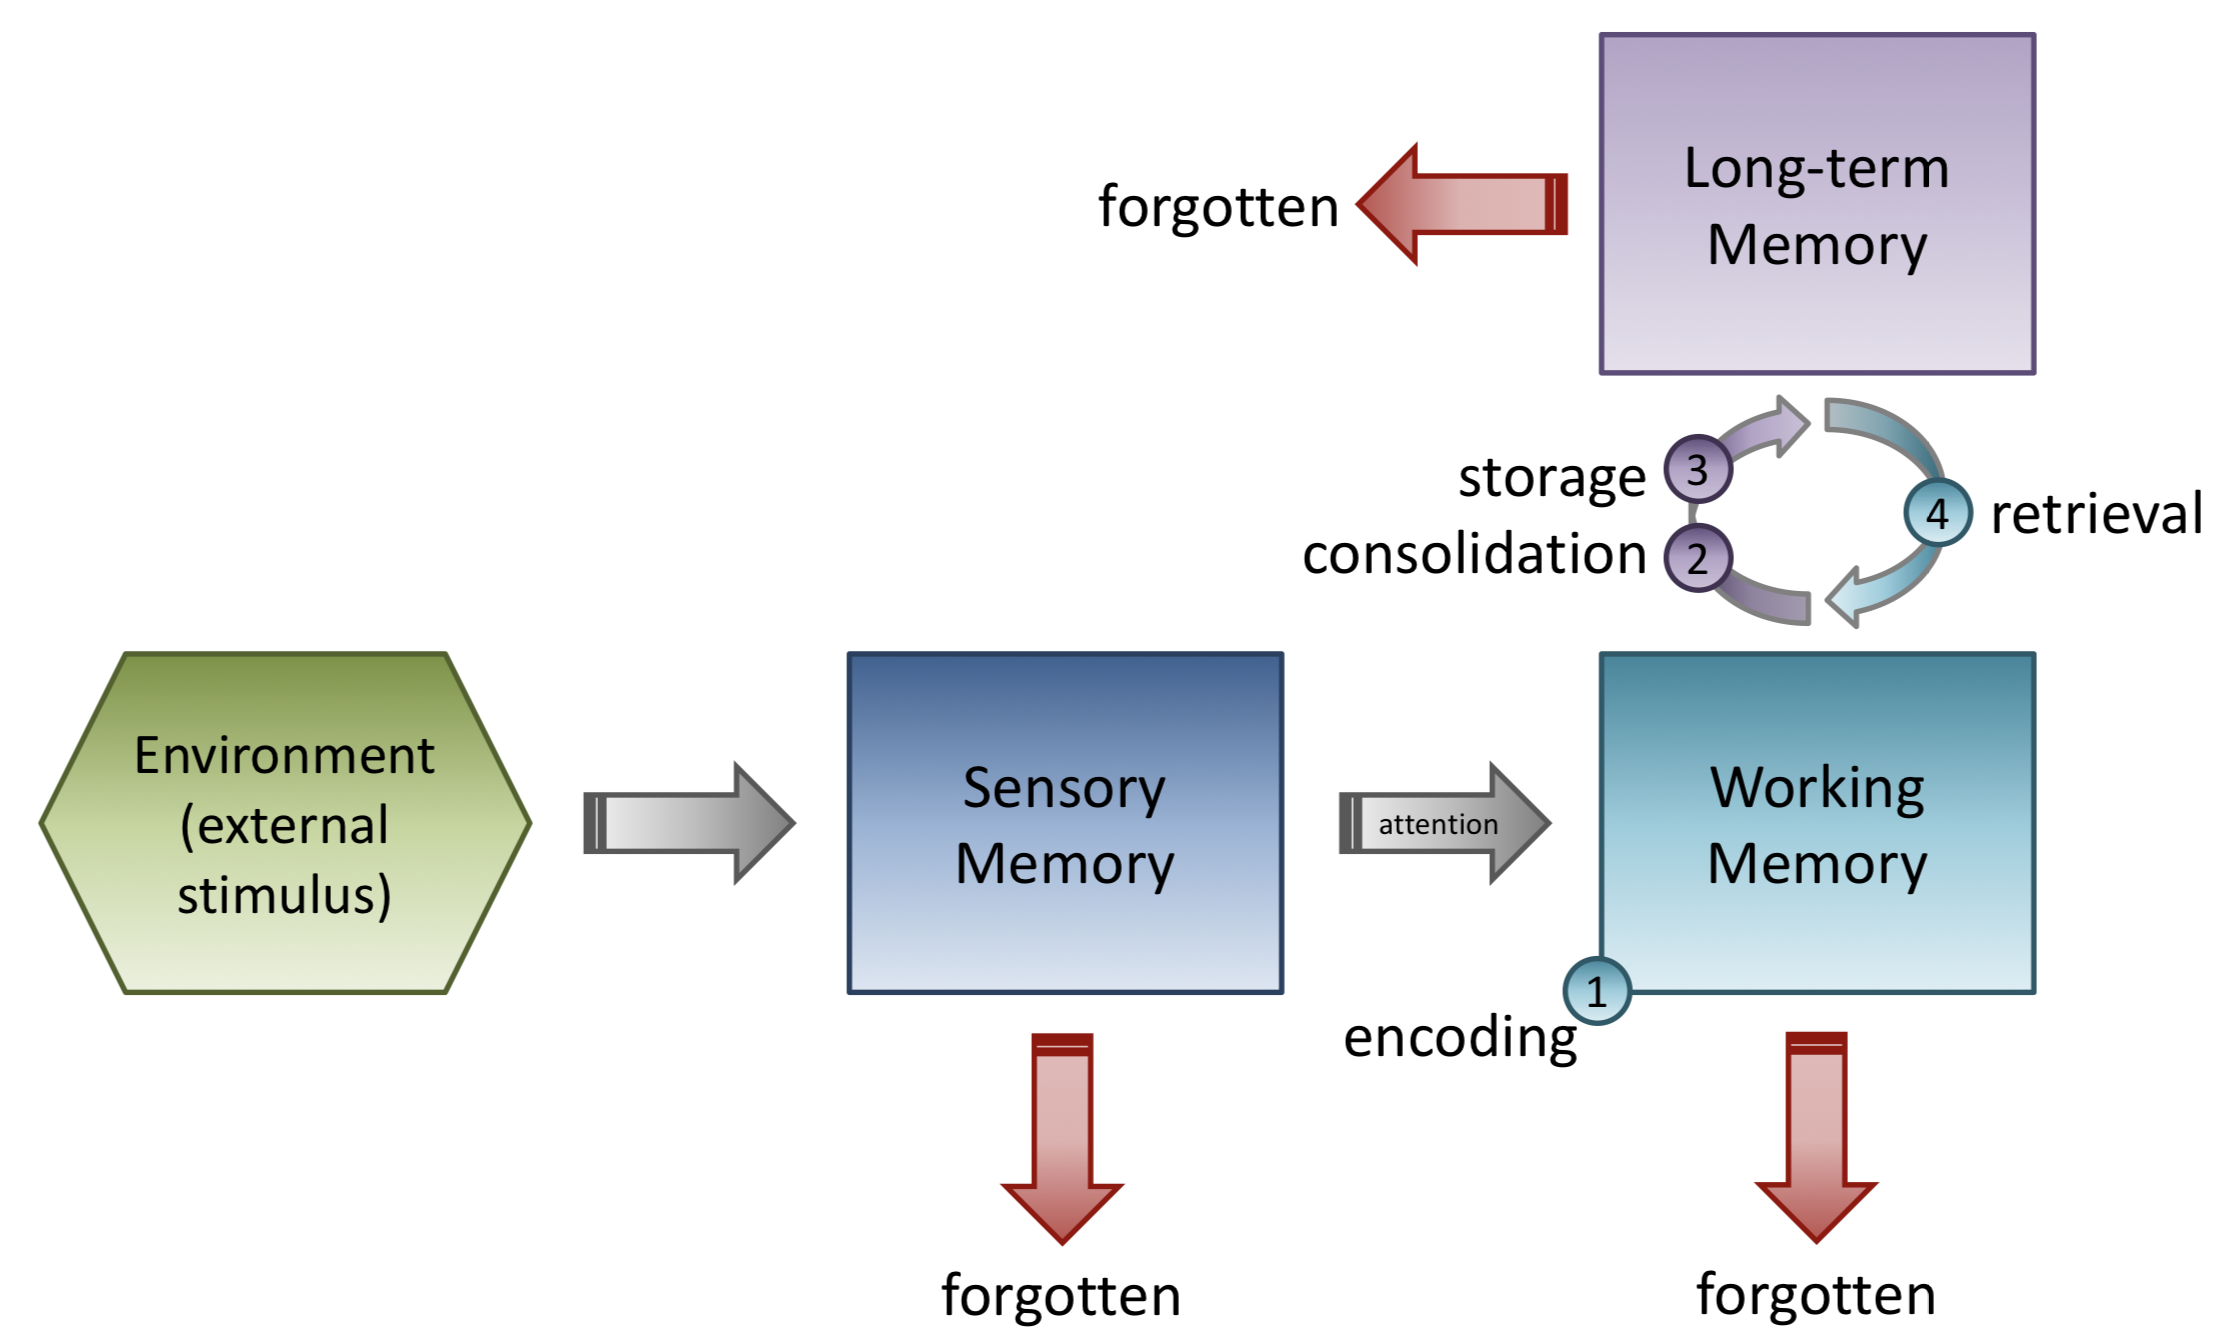 Long-term
Memory
forgotten
3
storage
4
retrieval
2
consolidation
Environment
(external
stimulus)
Sensory
Memory
attention
Working
Memory
1
encoding
forgotten
forgotten